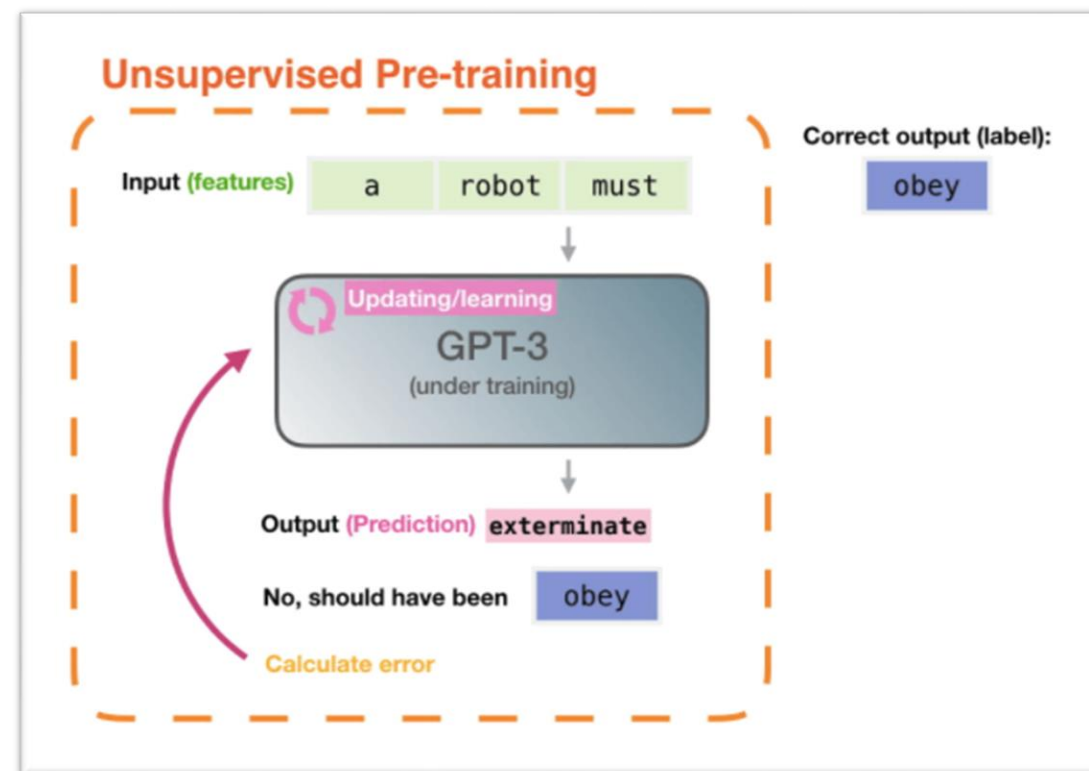 Unsupervised Pre-training
Correct output (label):
obey
Input (features) a robot must
Updating/learning
GPT-3
(under training)
Output (Prediction) exterminate
No, should have been obey
Calculate error